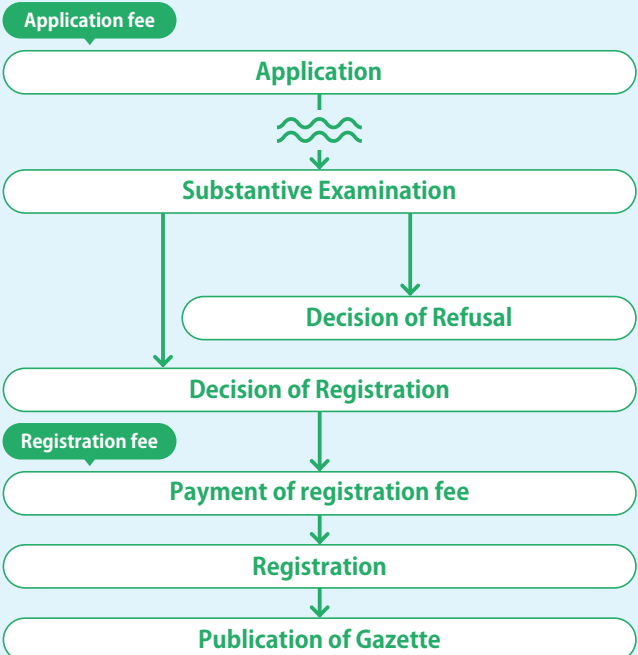 Application fee
Application
Substantive Examination
Decision of Refusal
Decision of Registration
Registration fee
Payment of registration fee
Registration
Publication of Gazette